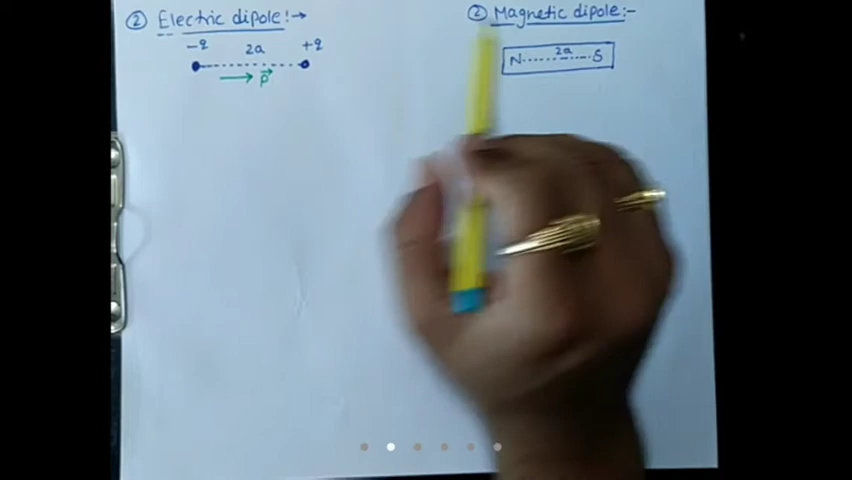 ② Electric dipole:→
-q 2a +q
p⃗
② Magnetic dipole:-
N 2a S